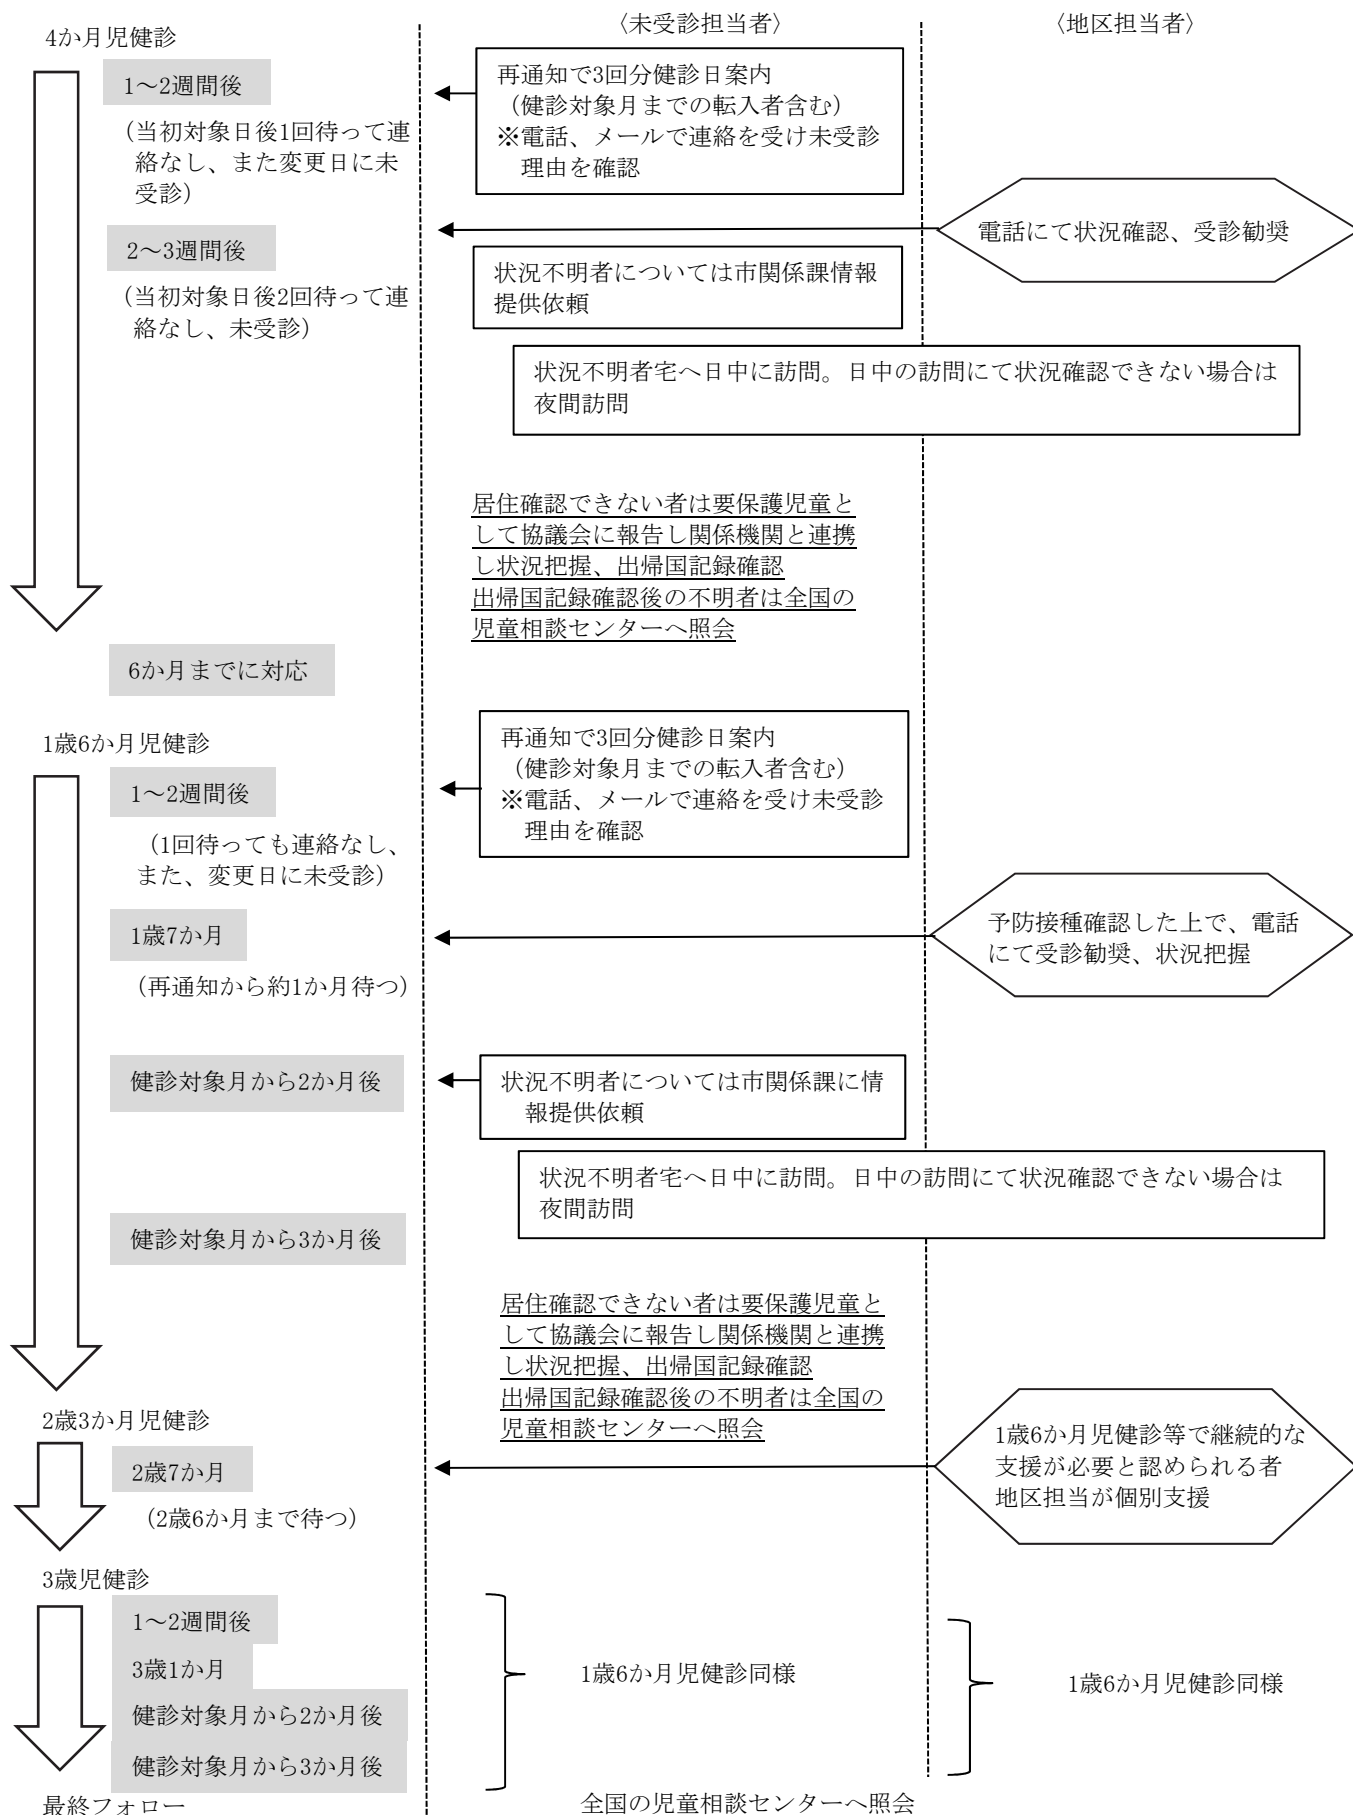 〈未受診担当者〉
〈地区担当者〉
4か月児健診
1～2週間後
（当初対象日後1回待って連
絡なし、また変更日に未
受診）
再通知で3回分健診日案内
（健診対象月までの転入者含む）
※電話、メールで連絡を受け未受診
理由を確認
電話にて状況確認、受診勧奨
2～3週間後
（当初対象日後2回待って連
絡なし、未受診）
状況不明者については市関係課情報
提供依頼
状況不明者宅へ日中に訪問。日中の訪問にて状況確認できない場合は
夜間訪問
居住確認できない者は要保護児童と
して協議会に報告し関係機関と連携
し状況把握、出帰国記録確認
出帰国記録確認後の不明者は全国の
児童相談センターへ照会
6か月までに対応
1歳6か月児健診
1～2週間後
（1回待っても連絡なし、
また、変更日に未受診）
再通知で3回分健診日案内
（健診対象月までの転入者含む）
※電話、メールで連絡を受け未受診
理由を確認
1歳7か月
（再通知から約1か月待つ）
予防接種確認した上で、電話
にて受診勧奨、状況把握
健診対象月から2か月後
状況不明者については市関係課に情
報提供依頼
状況不明者宅へ日中に訪問。日中の訪問にて状況確認できない場合は
夜間訪問
健診対象月から3か月後
居住確認できない者は要保護児童と
して協議会に報告し関係機関と連携
し状況把握、出帰国記録確認
出帰国記録確認後の不明者は全国の
児童相談センターへ照会
2歳3か月児健診
2歳7か月
（2歳6か月まで待つ）
1歳6か月児健診等で継続的な
支援が必要と認められる者
地区担当が個別支援
3歳児健診
1～2週間後
3歳1か月
健診対象月から2か月後
健診対象月から3か月後
1歳6か月児健診同様
1歳6か月児健診同様
最終フォロー
全国の児童相談センターへ照会